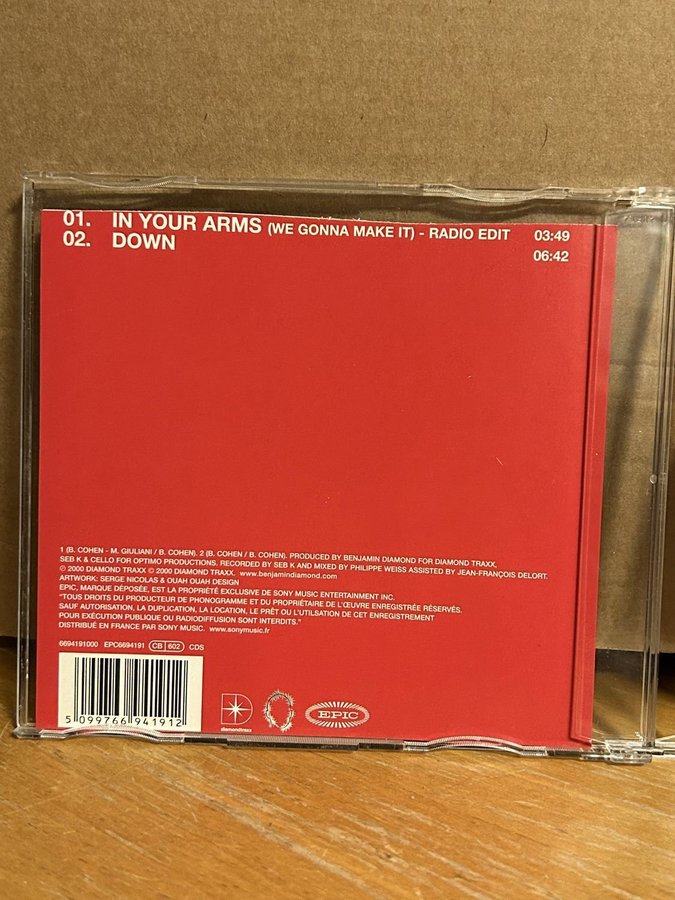 01. IN YOUR ARMS (WE GONNA MAKE IT) - RADIO EDIT 03:49
02. DOWN 06:42
1 (B. COHEN - M. GIULIANI / B. COHEN). 2 (B. COHEN / B. COHEN). PRODUCED BY BENJAMIN DIAMOND FOR DIAMOND TRAXX,
SEB K & CELLO FOR OPTIMO PRODUCTIONS. RECORDED BY SEB K AND MIXED BY PHILIPPE WEISS ASSISTED BY JEAN-FRANÇOIS DELORT.
℗ 2000 DIAMOND TRAXX © 2000 DIAMOND TRAXX. www.benjamindiamond.com
ARTWORK: SERGE NICOLAS & OUAH OUAH DESIGN
EPIC, MARQUE DÉPOSÉE, EST LA PROPRIÉTÉ EXCLUSIVE DE SONY MUSIC ENTERTAINMENT INC.
"TOUS DROITS DU PRODUCTEUR DE PHONOGRAMME ET DU PROPRIÉTAIRE DE L'ŒUVRE ENREGISTRÉE RÉSERVÉS.
SAUF AUTORISATION, LA DUPLICATION, LA LOCATION, LE PRÊT OU L'UTILSATION DE CET ENREGISTREMENT
POUR EXÉCUTION PUBLIQUE OU RADIODIFFUSION SONT INTERDITS."
DISTRIBUÉ EN FRANCE PAR SONY MUSIC. www.sonymusic.fr
6694191000 EPC6694191 CB 602 CDS
5 099766 941912
diamondtraxx
EPIC